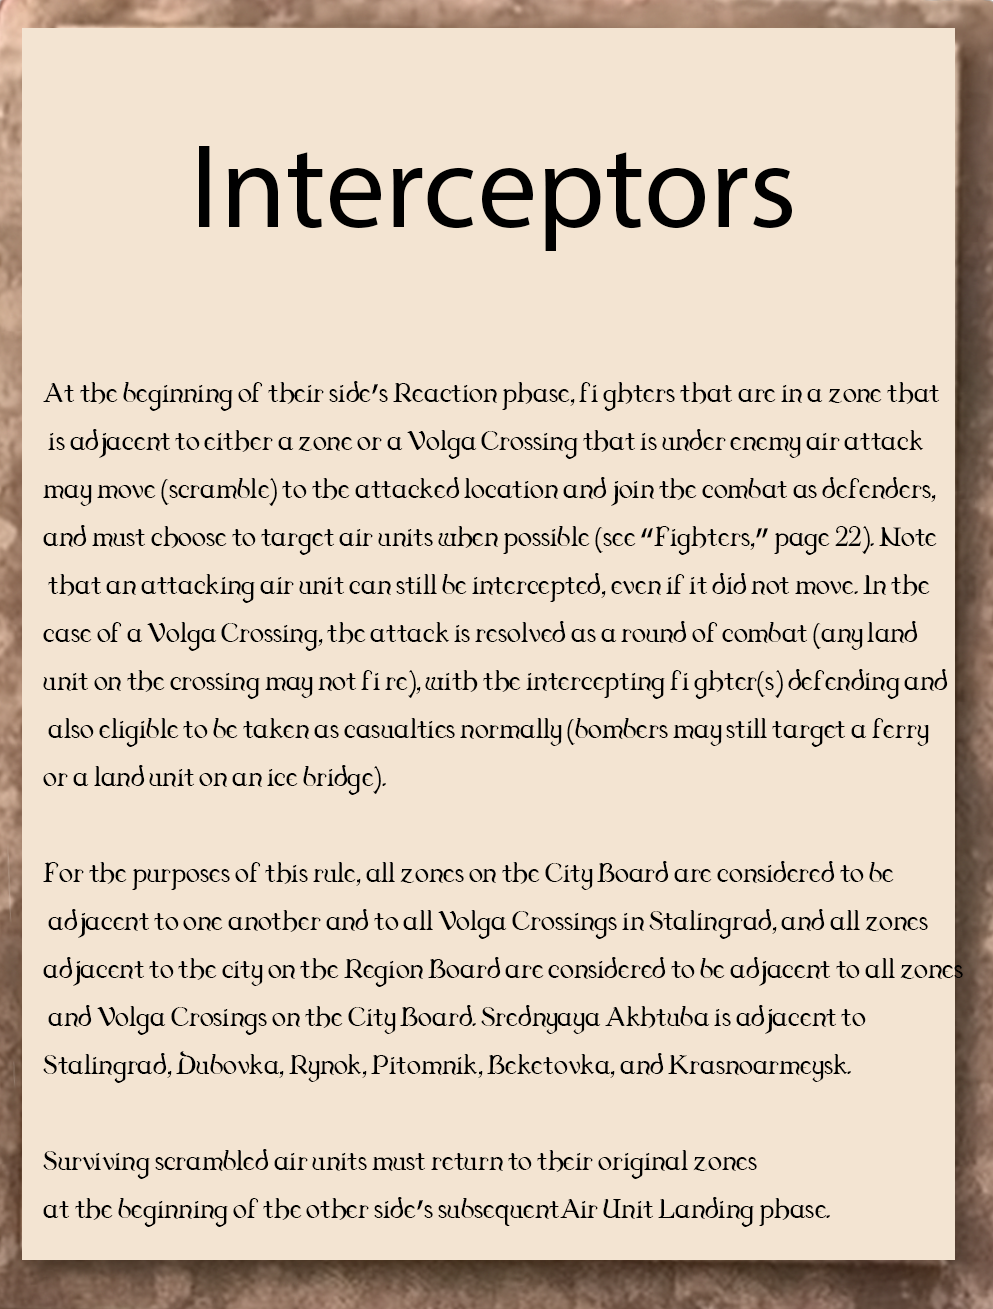 Interceptors
At the beginning of their side's Reaction phase, fi ghters that are in a zone that
is adjacent to either a zone or a Volga Crossing that is under enemy air attack
may move (scramble) to the attacked location and join the combat as defenders,
and must choose to target air units when possible (see "Fighters," page 22). Note
that an attacking air unit can still be intercepted, even if it did not move. In the
case of a Volga Crossing, the attack is resolved as a round of combat (any land
unit on the crossing may not fi re), with the intercepting fi ghter(s) defending and
also eligible to be taken as casualties normally (bombers may still target a ferry
or a land unit on an ice bridge).
For the purposes of this rule, all zones on the City Board are considered to be
adjacent to one another and to all Volga Crossings in Stalingrad, and all zones
adjacent to the city on the Region Board are considered to be adjacent to all zones
and Volga Crosings on the City Board. Srednyaya Akhtuba is adjacent to
Stalingrad, Dubovka, Rynok, Pitomnik, Beketovka, and Krasnoarmeysk.
Surviving scrambled air units must return to their original zones
at the beginning of the other side's subsequent Air Unit Landing phase.